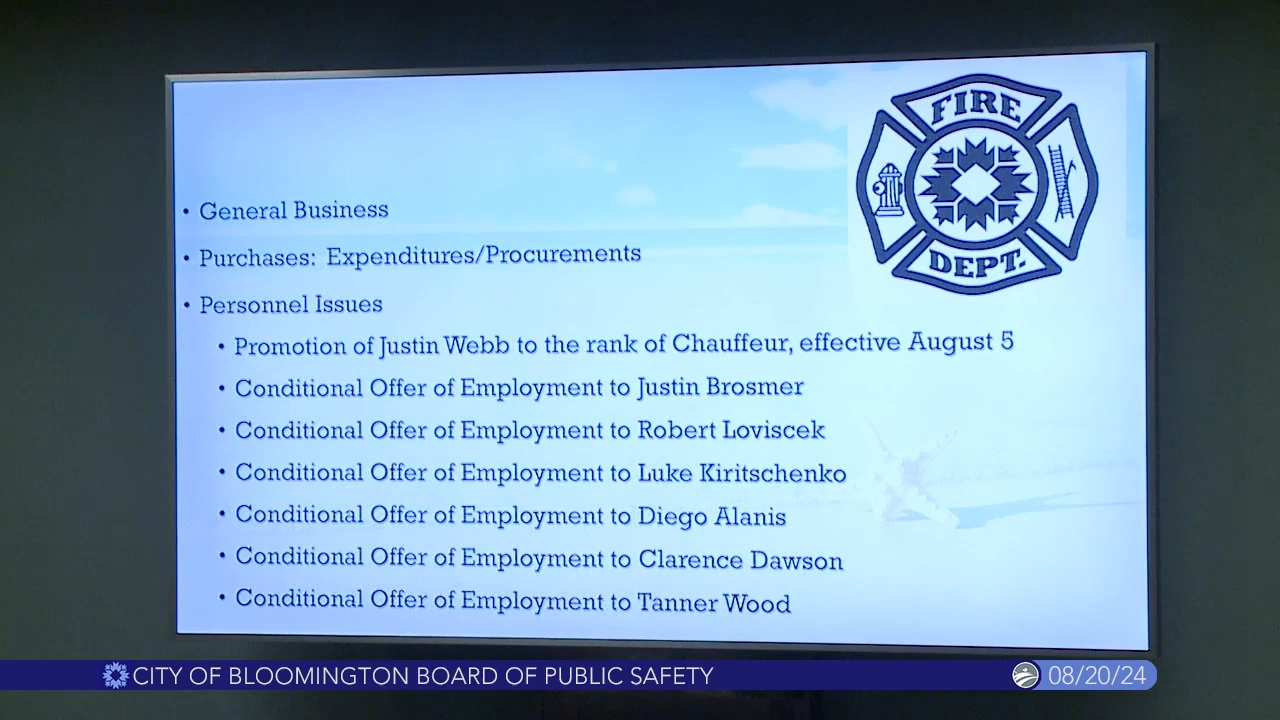 FIRE
DEPT.
• General Business
• Purchases: Expenditures/Procurements
• Personnel Issues
• Promotion of Justin Webb to the rank of Chauffeur, effective August 5
• Conditional Offer of Employment to Justin Brosmer
• Conditional Offer of Employment to Robert Loviscek
• Conditional Offer of Employment to Luke Kiritschenko
• Conditional Offer of Employment to Diego Alanis
• Conditional Offer of Employment to Clarence Dawson
• Conditional Offer of Employment to Tanner Wood
CITY OF BLOOMINGTON BOARD OF PUBLIC SAFETY
08/20/24